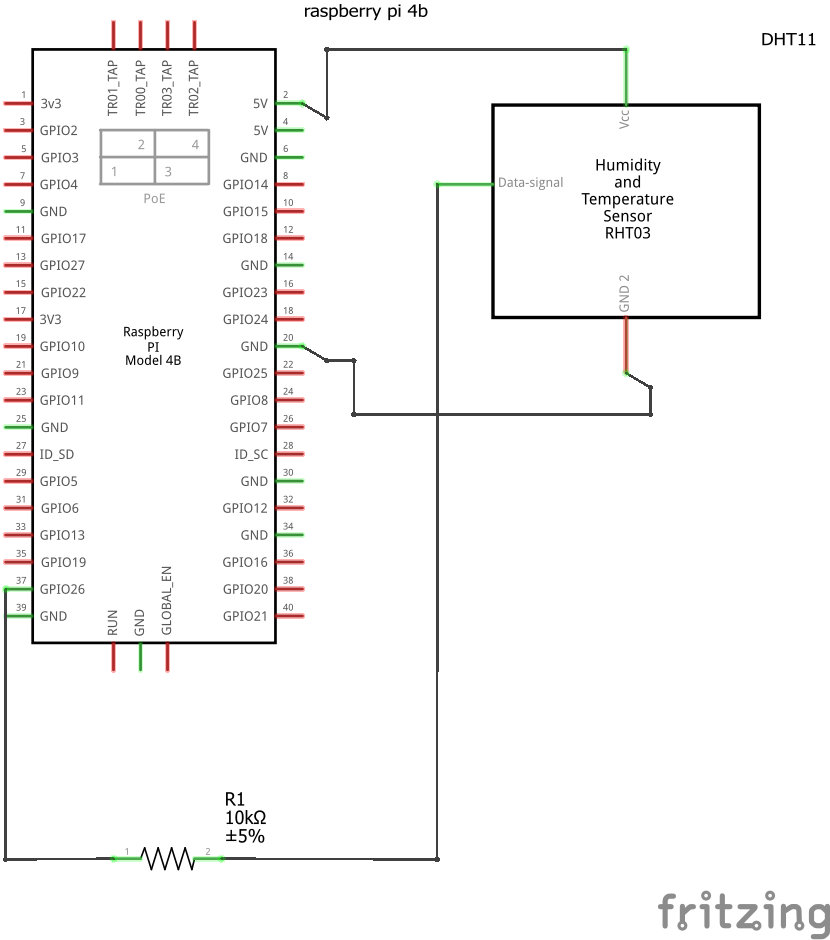 raspberry pi 4b
DHT11
TR01_TAP
TR00_TAP
TR03_TAP
TR02_TAP
2 4
1 3
PoE
1 3v3
3 GPIO2
5 GPIO3
7 GPIO4
9 GND
11 GPIO17
13 GPIO27
15 GPIO22
17 3V3
19 GPIO10
21 GPIO9
23 GPIO11
25 GND
27 ID_SD
29 GPIO5
31 GPIO6
33 GPIO13
35 GPIO19
37 GPIO26
39 GND
Raspberry
PI
Model 4B
5V 2
5V 4
GND 6
GPIO14 8
GPIO15 10
GPIO18 12
GND 14
GPIO23 16
GPIO24 18
GND 20
GPIO25 22
GPIO8 24
GPIO7 26
ID_SC 28
GND 30
GPIO12 32
GND 34
GPIO16 36
GPIO20 38
GPIO21 40
RUN
GND
GLOBAL_EN
Vcc
Data-signal
Humidity
and
Temperature
Sensor
RHT03
GND 2
R1
10kΩ
±5%
1 2
fritzing